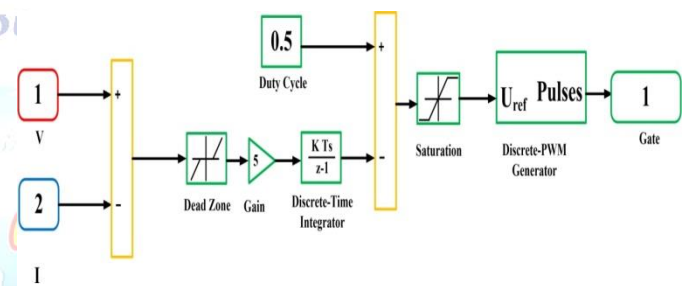 0.5
Duty Cycle
+
1
+
V
K Ts
z-1
5
-
2
-
Dead Zone
Gain
Discrete-Time
Integrator
I
Saturation
Uref Pulses
Discrete-PWM
Generator
1
Gate